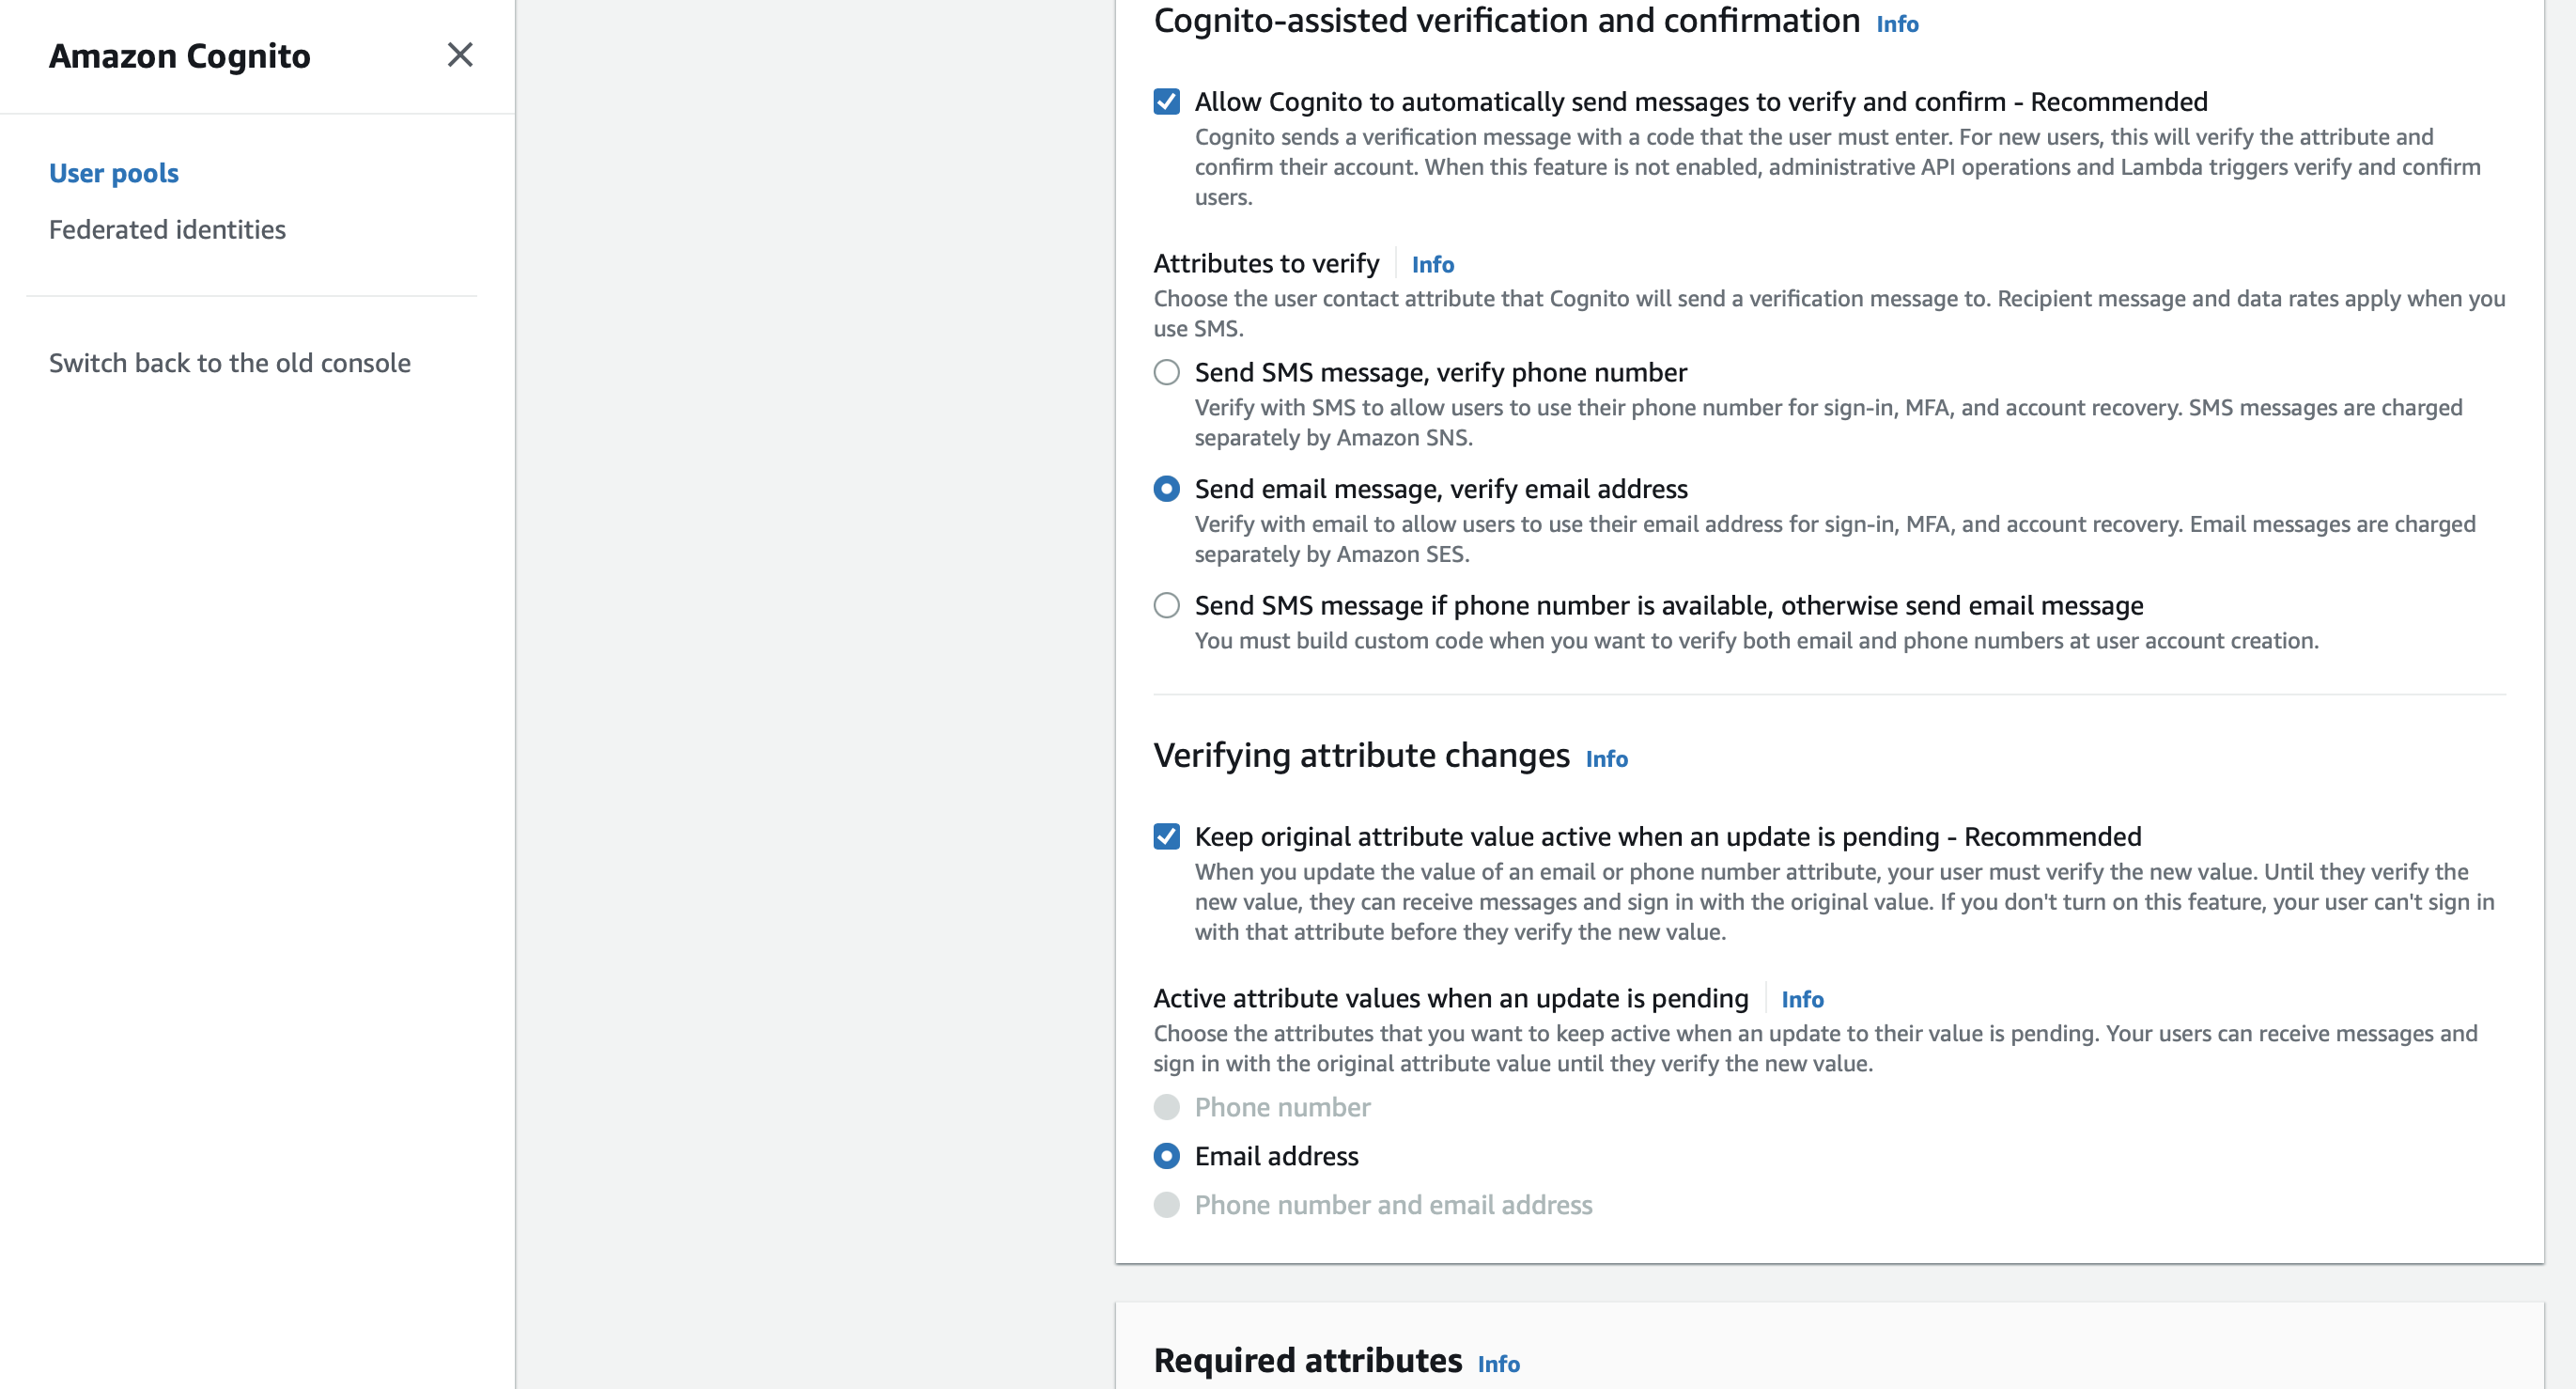 Amazon Cognito
User pools
Federated identities
Switch back to the old console
Cognito-assisted verification and confirmation Info
Allow Cognito to automatically send messages to verify and confirm - Recommended
Cognito sends a verification message with a code that the user must enter. For new users, this will verify the attribute and
confirm their account. When this feature is not enabled, administrative API operations and Lambda triggers verify and confirm
users.
Attributes to verify Info
Choose the user contact attribute that Cognito will send a verification message to. Recipient message and data rates apply when you
use SMS.
Send SMS message, verify phone number
Verify with SMS to allow users to use their phone number for sign-in, MFA, and account recovery. SMS messages are charged
separately by Amazon SNS.
Send email message, verify email address
Verify with email to allow users to use their email address for sign-in, MFA, and account recovery. Email messages are charged
separately by Amazon SES.
Send SMS message if phone number is available, otherwise send email message
You must build custom code when you want to verify both email and phone numbers at user account creation.
Verifying attribute changes Info
Keep original attribute value active when an update is pending - Recommended
When you update the value of an email or phone number attribute, your user must verify the new value. Until they verify the
new value, they can receive messages and sign in with the original value. If you don't turn on this feature, your user can't sign in
with that attribute before they verify the new value.
Active attribute values when an update is pending Info
Choose the attributes that you want to keep active when an update to their value is pending. Your users can receive messages and
sign in with the original attribute value until they verify the new value.
Phone number
Email address
Phone number and email address
Required attributes Info